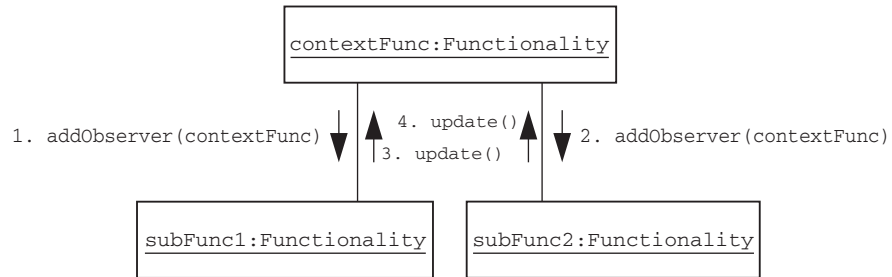 contextFunc:Functionality
1. addObserver(contextFunc)
4. update()
2. addObserver(contextFunc)
3. update()
subFunc1:Functionality
subFunc2:Functionality